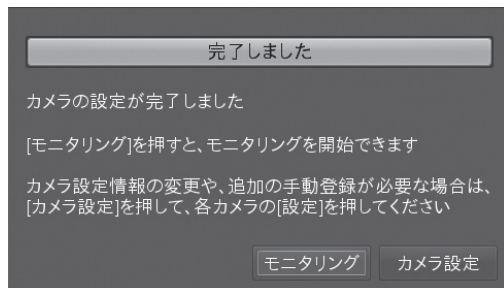 完了しました
カメラの設定が完了しました
[モニタリング]を押すと、モニタリングを開始できます
カメラ設定情報の変更や、追加の手動登録が必要な場合は、
[カメラ設定]を押して、各カメラの[設定]を押してください
モニタリング カメラ設定